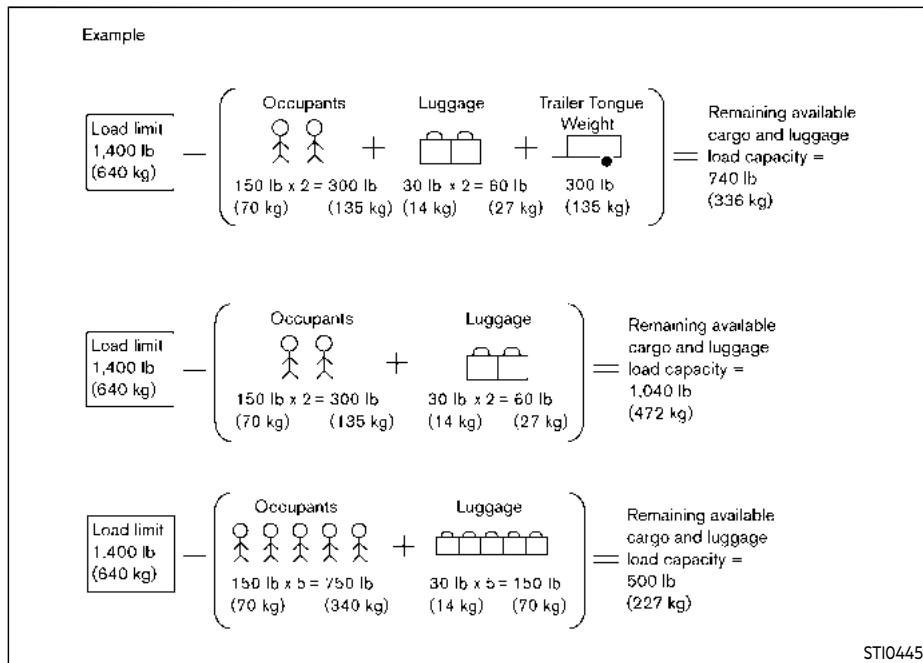 Example
Load limit
1,400 lb
(640 kg)
Occupants
150 lb x 2 = 300 lb
(70 kg) (135 kg)
+
Luggage
30 lb x 2 = 60 lb
(14 kg) (27 kg)
+
Trailer Tongue
Weight
300 lb
(135 kg)
=
Remaining available
cargo and luggage
load capacity =
740 lb
(336 kg)
Load limit
1,400 lb
(640 kg)
Occupants
150 lb x 2 = 300 lb
(70 kg) (135 kg)
+
Luggage
30 lb x 2 = 60 lb
(14 kg) (27 kg)
=
Remaining available
cargo and luggage
load capacity =
1,040 lb
(472 kg)
Load limit
1,400 lb
(640 kg)
Occupants
150 lb x 5 = 750 lb
(70 kg) (340 kg)
+
Luggage
30 lb x 5 = 150 lb
(14 kg) (70 kg)
=
Remaining available
cargo and luggage
load capacity =
500 lb
(227 kg)
STI0445